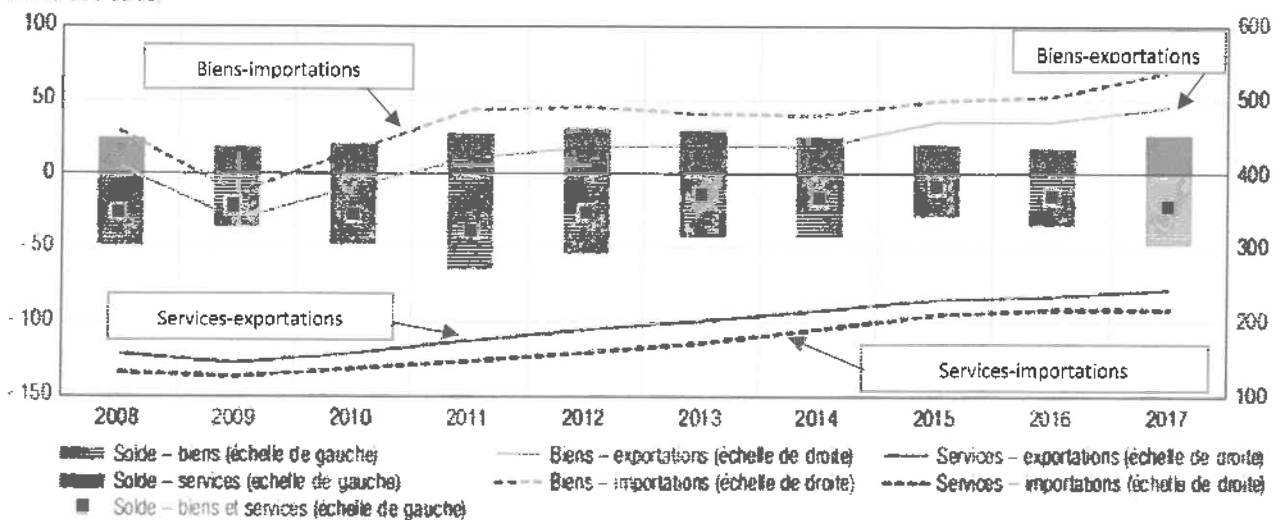 100 600
Biens-importations Biens-exportations
50 500
0 400
- 50 300
Services-exportations
- 100 200
Services-importations
- 150 100
2008 2009 2010 2011 2012 2013 2014 2015 2016 2017
Solde – biens (échelle de gauche) Biens – exportations (échelle de droite) Services – exportations (échelle de droite)
Solde – services (échelle de gauche) Biens – importations (échelle de droite) Services – importations (échelle de droite)
Solde – biens et services (échelle de gauche)